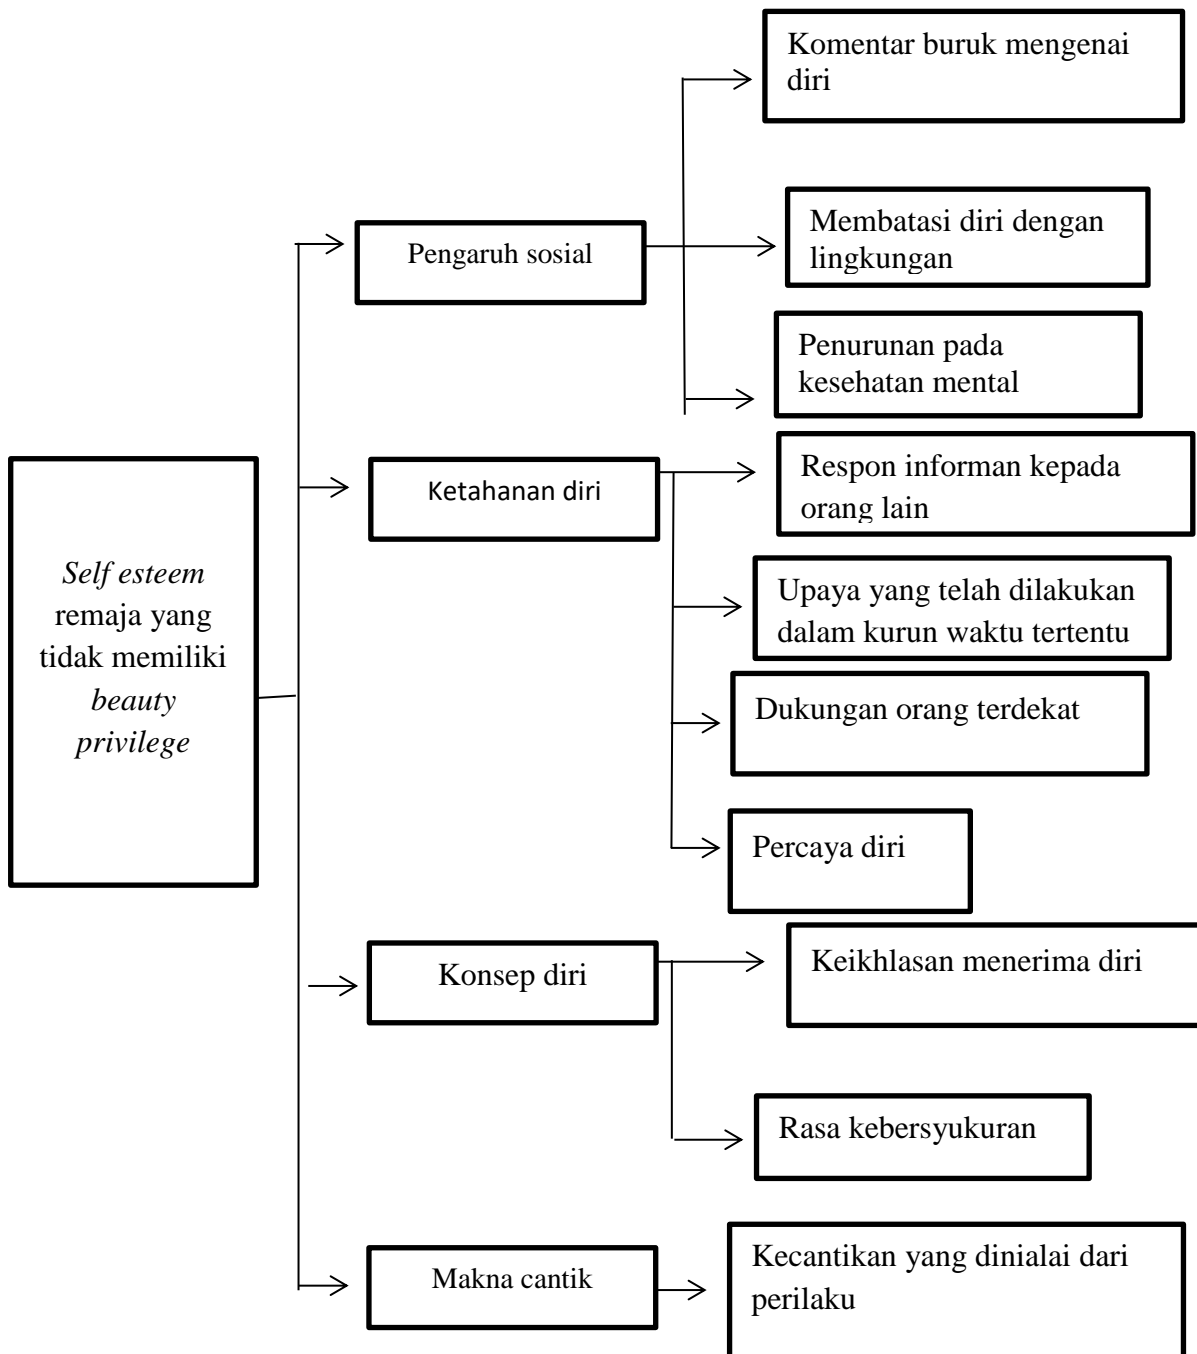 Self esteem
remaja yang
tidak memiliki
beauty
privilege
Pengaruh sosial
Komentar buruk mengenai
diri
Membatasi diri dengan
lingkungan
Penurunan pada
kesehatan mental
Ketahanan diri
Respon informan kepada
orang lain
Upaya yang telah dilakukan
dalam kurun waktu tertentu
Dukungan orang terdekat
Percaya diri
Konsep diri
Keikhlasan menerima diri
Rasa kebersyukuran
Makna cantik
Kecantikan yang dinialai dari
perilaku